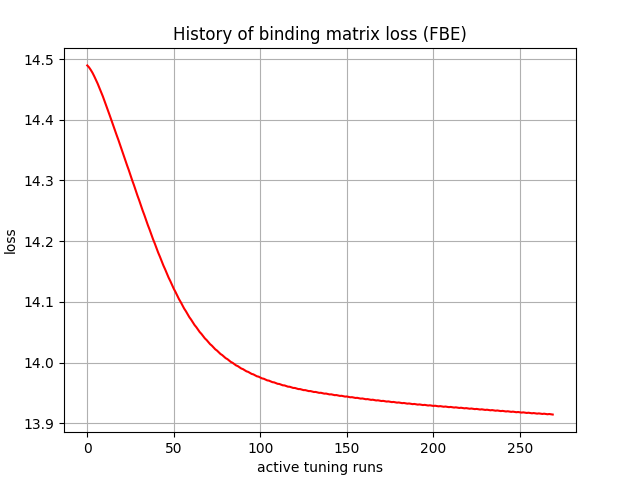 History of binding matrix loss (FBE)
14.5
14.4
14.3
14.2
14.1
14.0
13.9
loss
0 50 100 150 200 250
active tuning runs